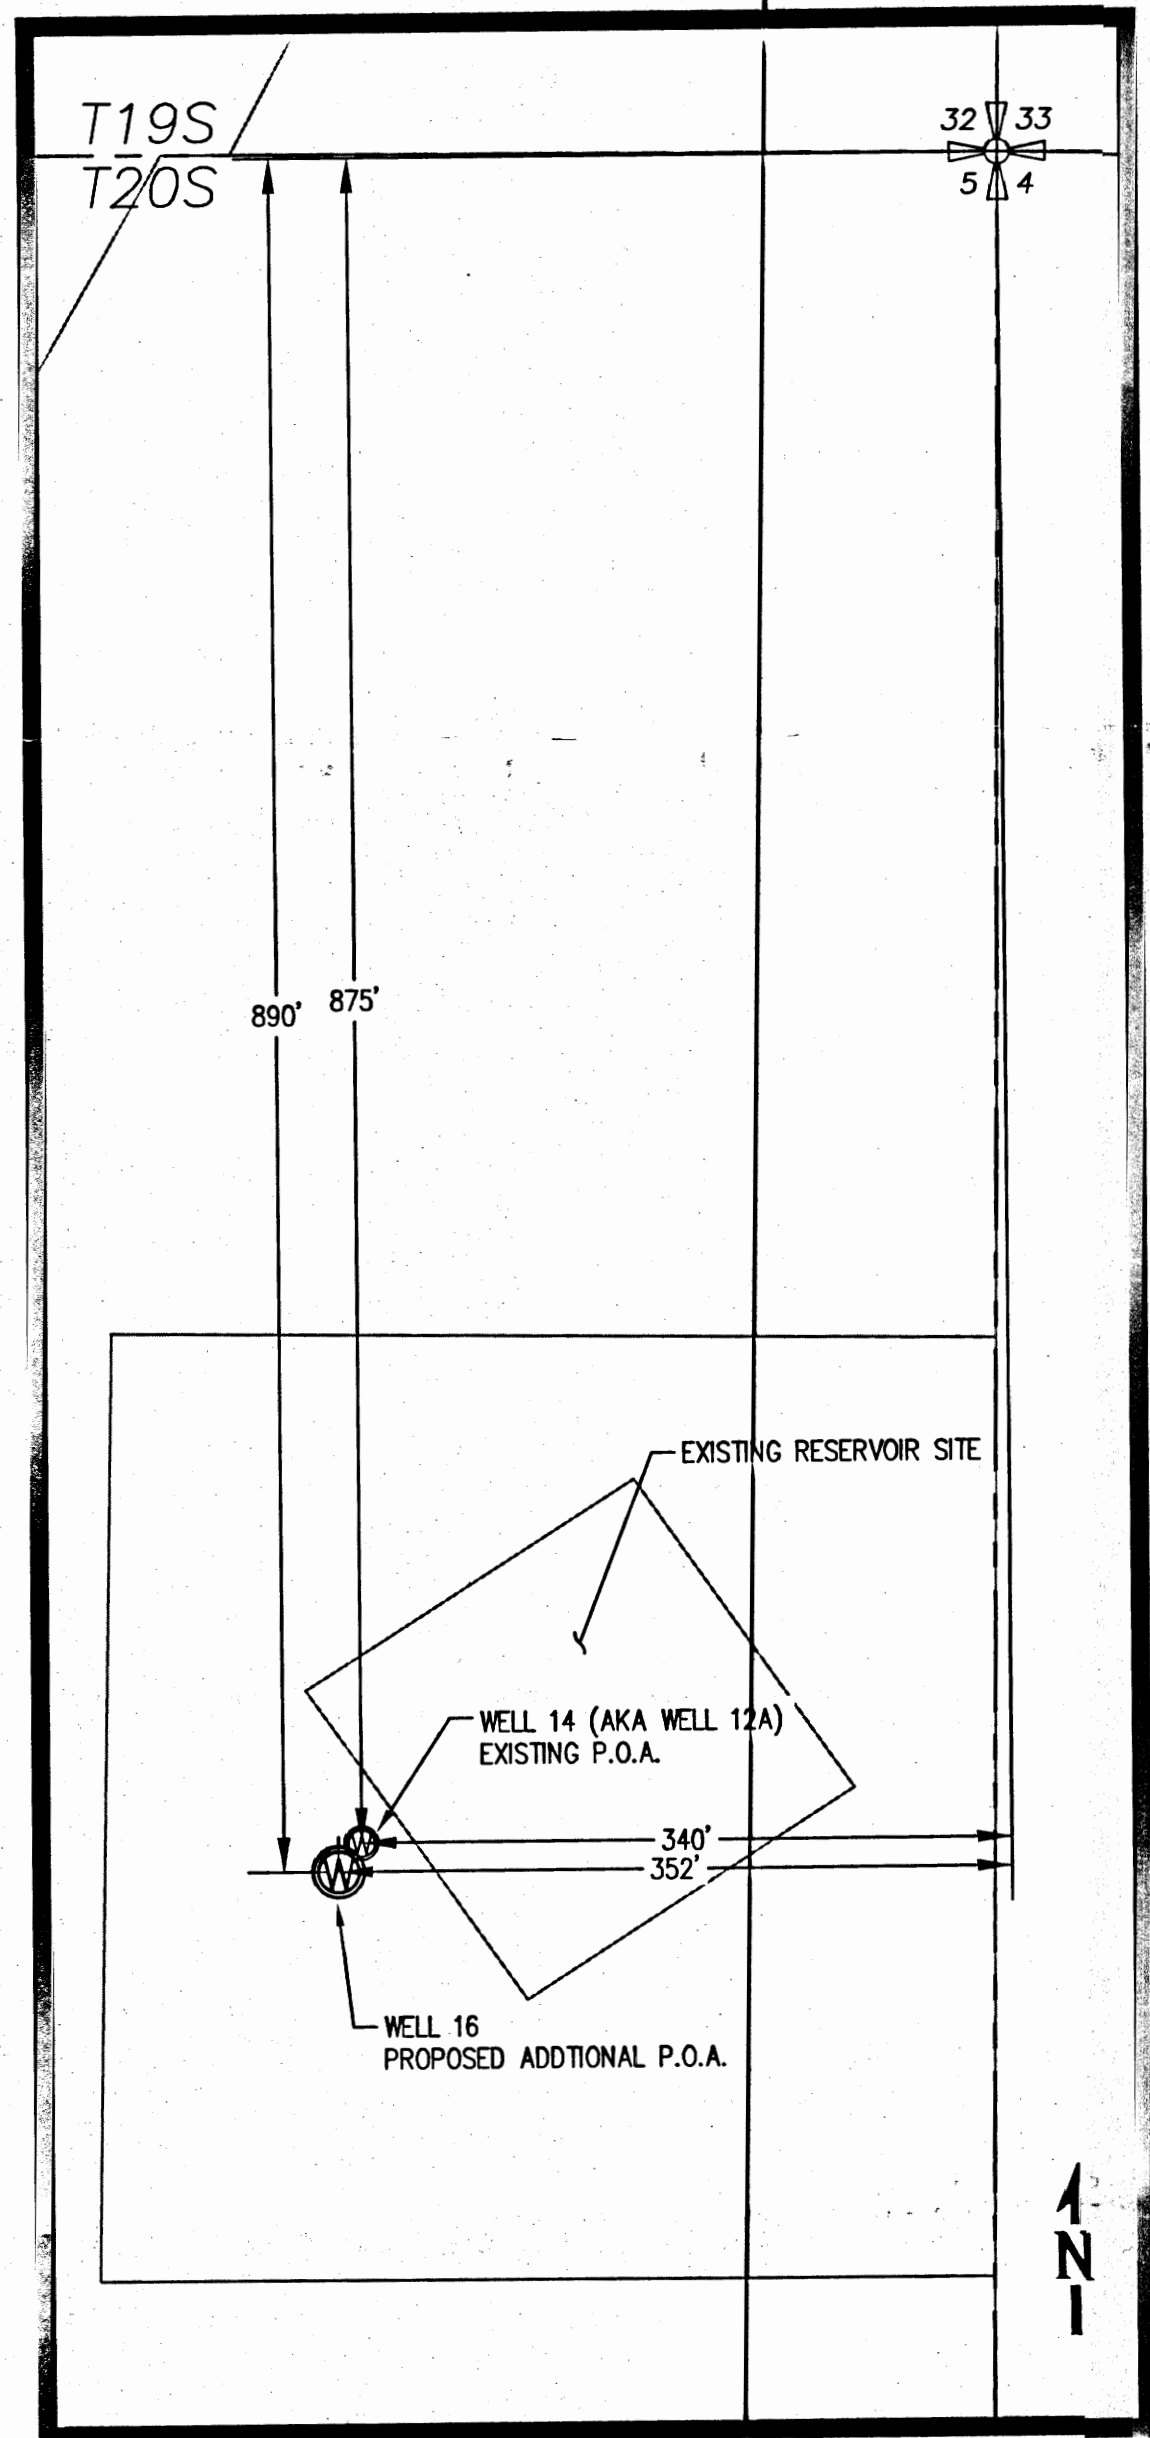 T19S
32 33
T20S
5 4
890'
875'
EXISTING RESERVOIR SITE
WELL 14 (AKA WELL 12A)
EXISTING P.O.A.
W
340'
W
352'
WELL 16
PROPOSED ADDTIONAL P.O.A.
N